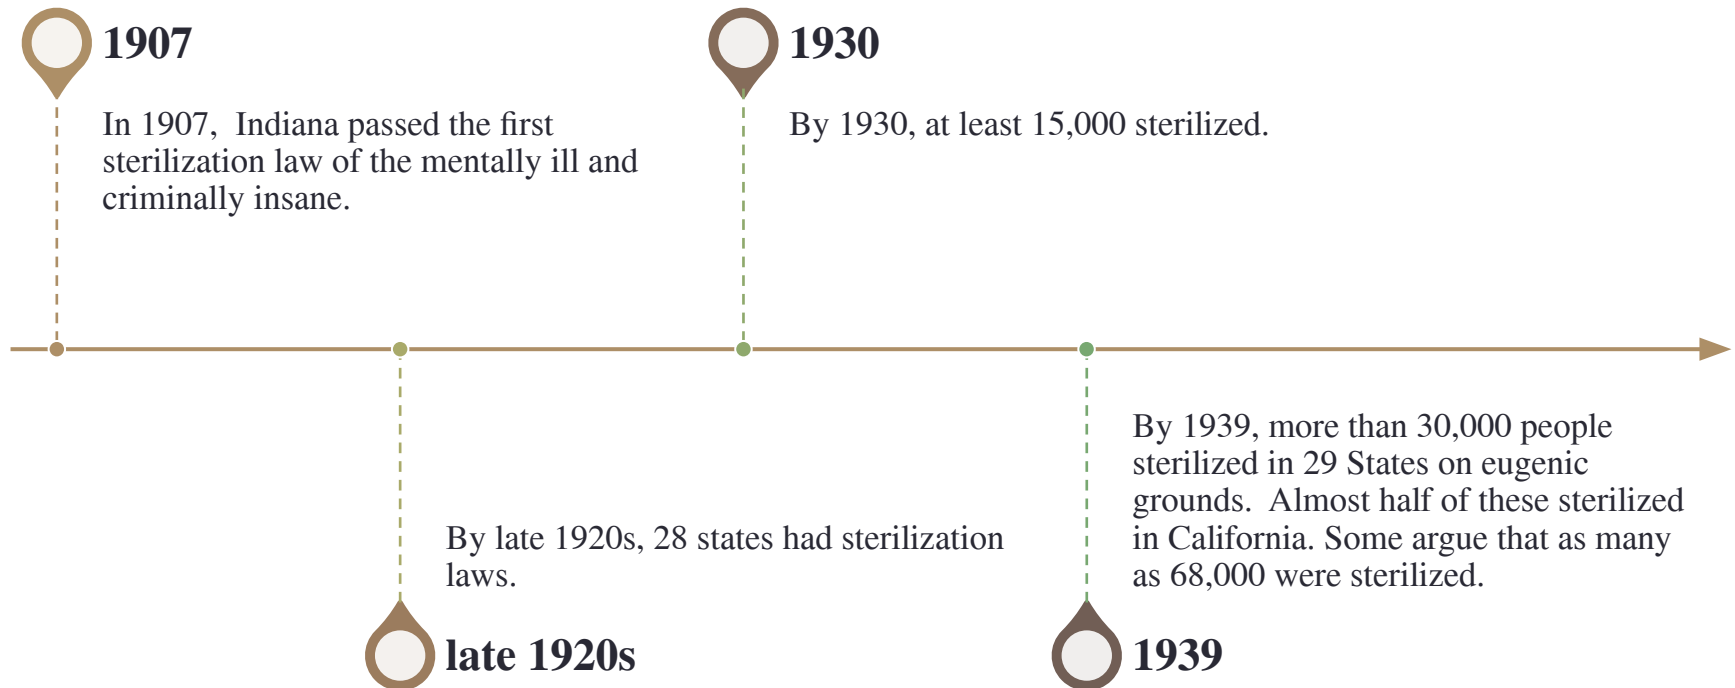 1907
In 1907,  Indiana passed the first
sterilization law of the mentally ill and
criminally insane.
By late 1920s, 28 states had sterilization
laws.
late 1920s
1930
By 1930, at least 15,000 sterilized.
By 1939, more than 30,000 people
sterilized in 29 States on eugenic
grounds.  Almost half of these sterilized
in California. Some argue that as many
as 68,000 were sterilized.
1939